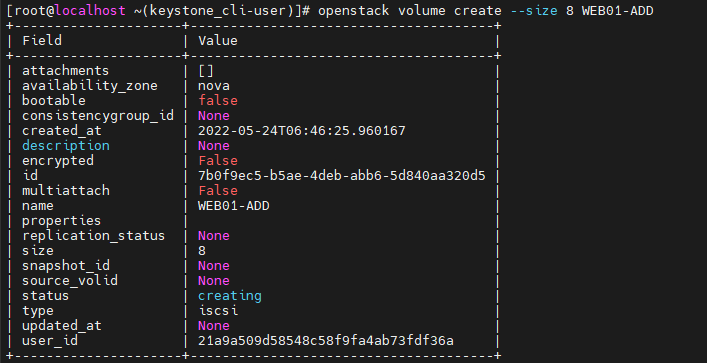 [root@localhost ~(keystone_cli-user)]# openstack volume create --size 8 WEB01-ADD
+---------------------+--------------------------------------+
| Field               | Value                                |
+---------------------+--------------------------------------+
| attachments         | []                                   |
| availability_zone   | nova                                 |
| bootable            | false                                |
| consistencygroup_id | None                                 |
| created_at          | 2022-05-24T06:46:25.960167           |
| description         | None                                 |
| encrypted           | False                                |
| id                  | 7b0f9ec5-b5ae-4deb-abb6-5d840aa320d5 |
| multiattach         | False                                |
| name                | WEB01-ADD                            |
| properties          |                                      |
| replication_status  | None                                 |
| size                | 8                                    |
| snapshot_id         | None                                 |
| source_volid        | None                                 |
| status              | creating                             |
| type                | iscsi                                |
| updated_at          | None                                 |
| user_id             | 21a9a509d58548c58f9fa4ab73fdf36a     |
+---------------------+--------------------------------------+